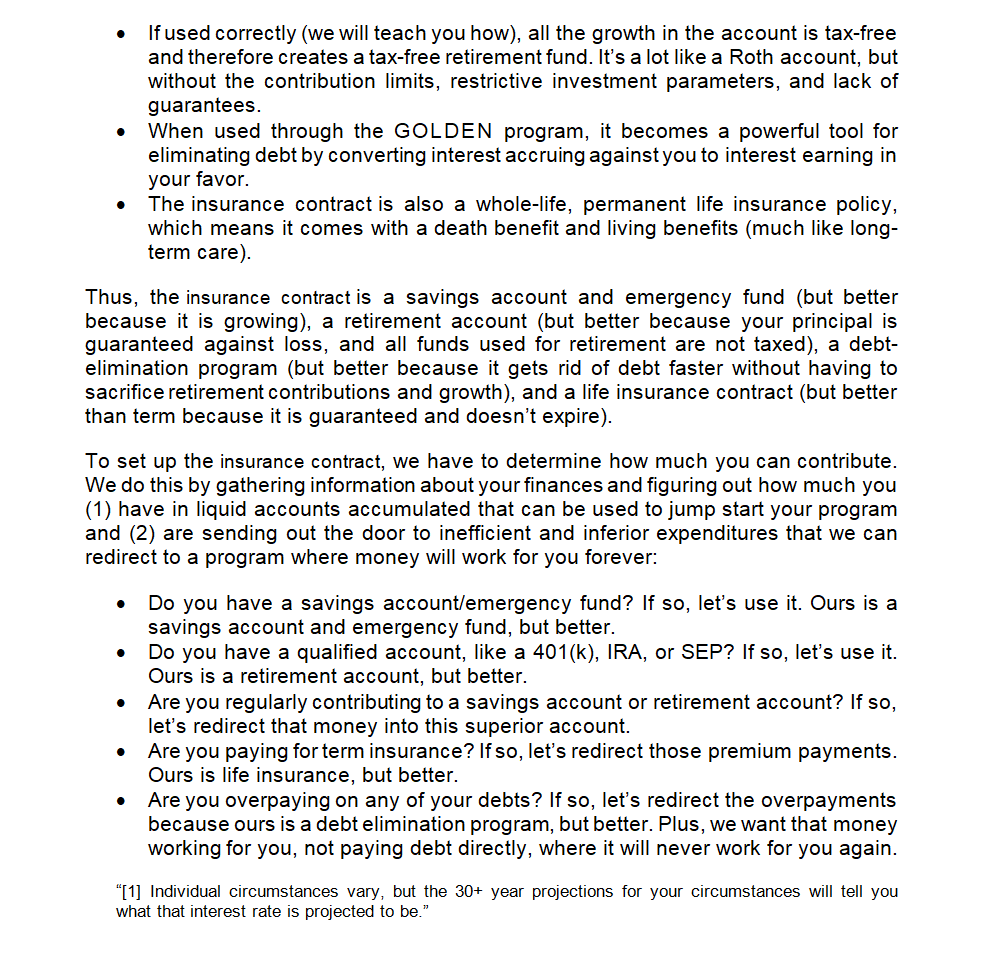 • If used correctly (we will teach you how), all the growth in the account is tax-free
and therefore creates a tax-free retirement fund. It’s a lot like a Roth account, but
without the contribution limits, restrictive investment parameters, and lack of
guarantees.
• When used through the GOLDEN program, it becomes a powerful tool for
eliminating debt by converting interest accruing against you to interest earning in
your favor.
• The insurance contract is also a whole-life, permanent life insurance policy,
which means it comes with a death benefit and living benefits (much like long-
term care).
Thus, the insurance contract is a savings account and emergency fund (but better
because it is growing), a retirement account (but better because your principal is
guaranteed against loss, and all funds used for retirement are not taxed), a debt-
elimination program (but better because it gets rid of debt faster without having to
sacrifice retirement contributions and growth), and a life insurance contract (but better
than term because it is guaranteed and doesn’t expire).
To set up the insurance contract, we have to determine how much you can contribute.
We do this by gathering information about your finances and figuring out how much you
(1) have in liquid accounts accumulated that can be used to jump start your program
and (2) are sending out the door to inefficient and inferior expenditures that we can
redirect to a program where money will work for you forever:
• Do you have a savings account/emergency fund? If so, let’s use it. Ours is a
savings account and emergency fund, but better.
• Do you have a qualified account, like a 401(k), IRA, or SEP? If so, let’s use it.
Ours is a retirement account, but better.
• Are you regularly contributing to a savings account or retirement account? If so,
let’s redirect that money into this superior account.
• Are you paying for term insurance? If so, let’s redirect those premium payments.
Ours is life insurance, but better.
• Are you overpaying on any of your debts? If so, let’s redirect the overpayments
because ours is a debt elimination program, but better. Plus, we want that money
working for you, not paying debt directly, where it will never work for you again.
“[1] Individual circumstances vary, but the 30+ year projections for your circumstances will tell you
what that interest rate is projected to be.”